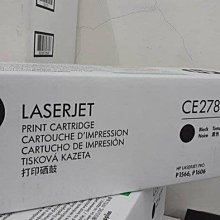 LASERJET
PRINT CARTRIDGE
CARTOUCHE D'IMPRESSION
CARTUCHO DE IMPRESIÓN
TISKOVÁ KAZETA
打印硒鼓
CE278
Black
Noire
HP LASERJET PRO
P1566, P1606